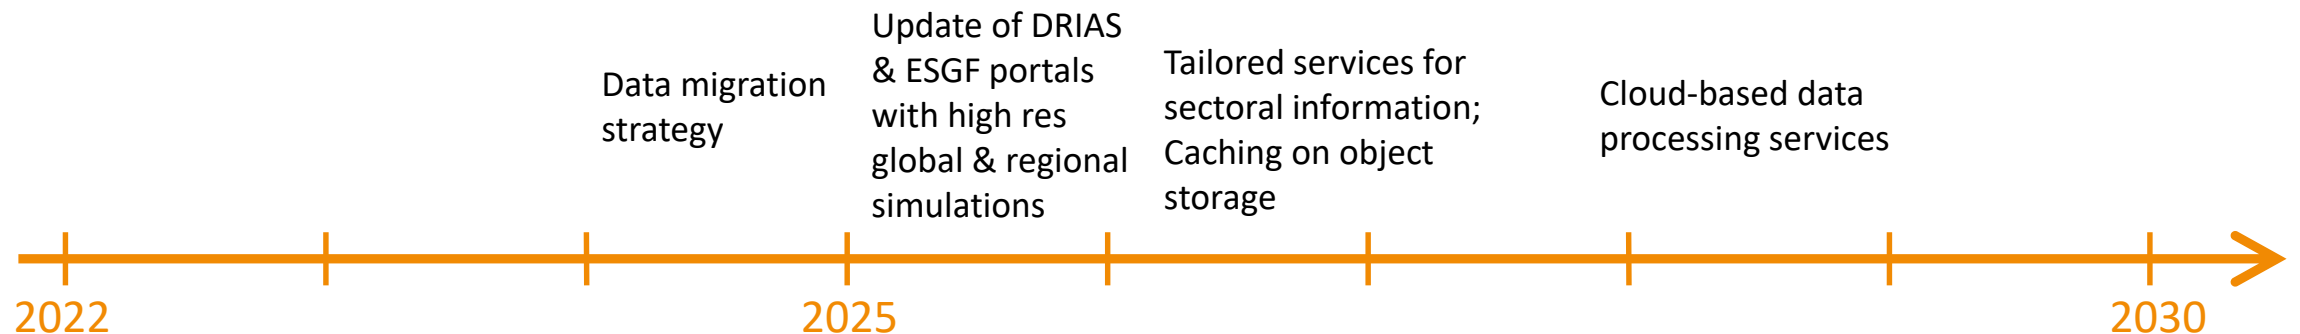 Data migration
strategy
Update of DRIAS
& ESGF portals
with high res
global & regional
simulations
Tailored services for
sectoral information;
Caching on object
storage
Cloud-based data
processing services
2022
2025
2030